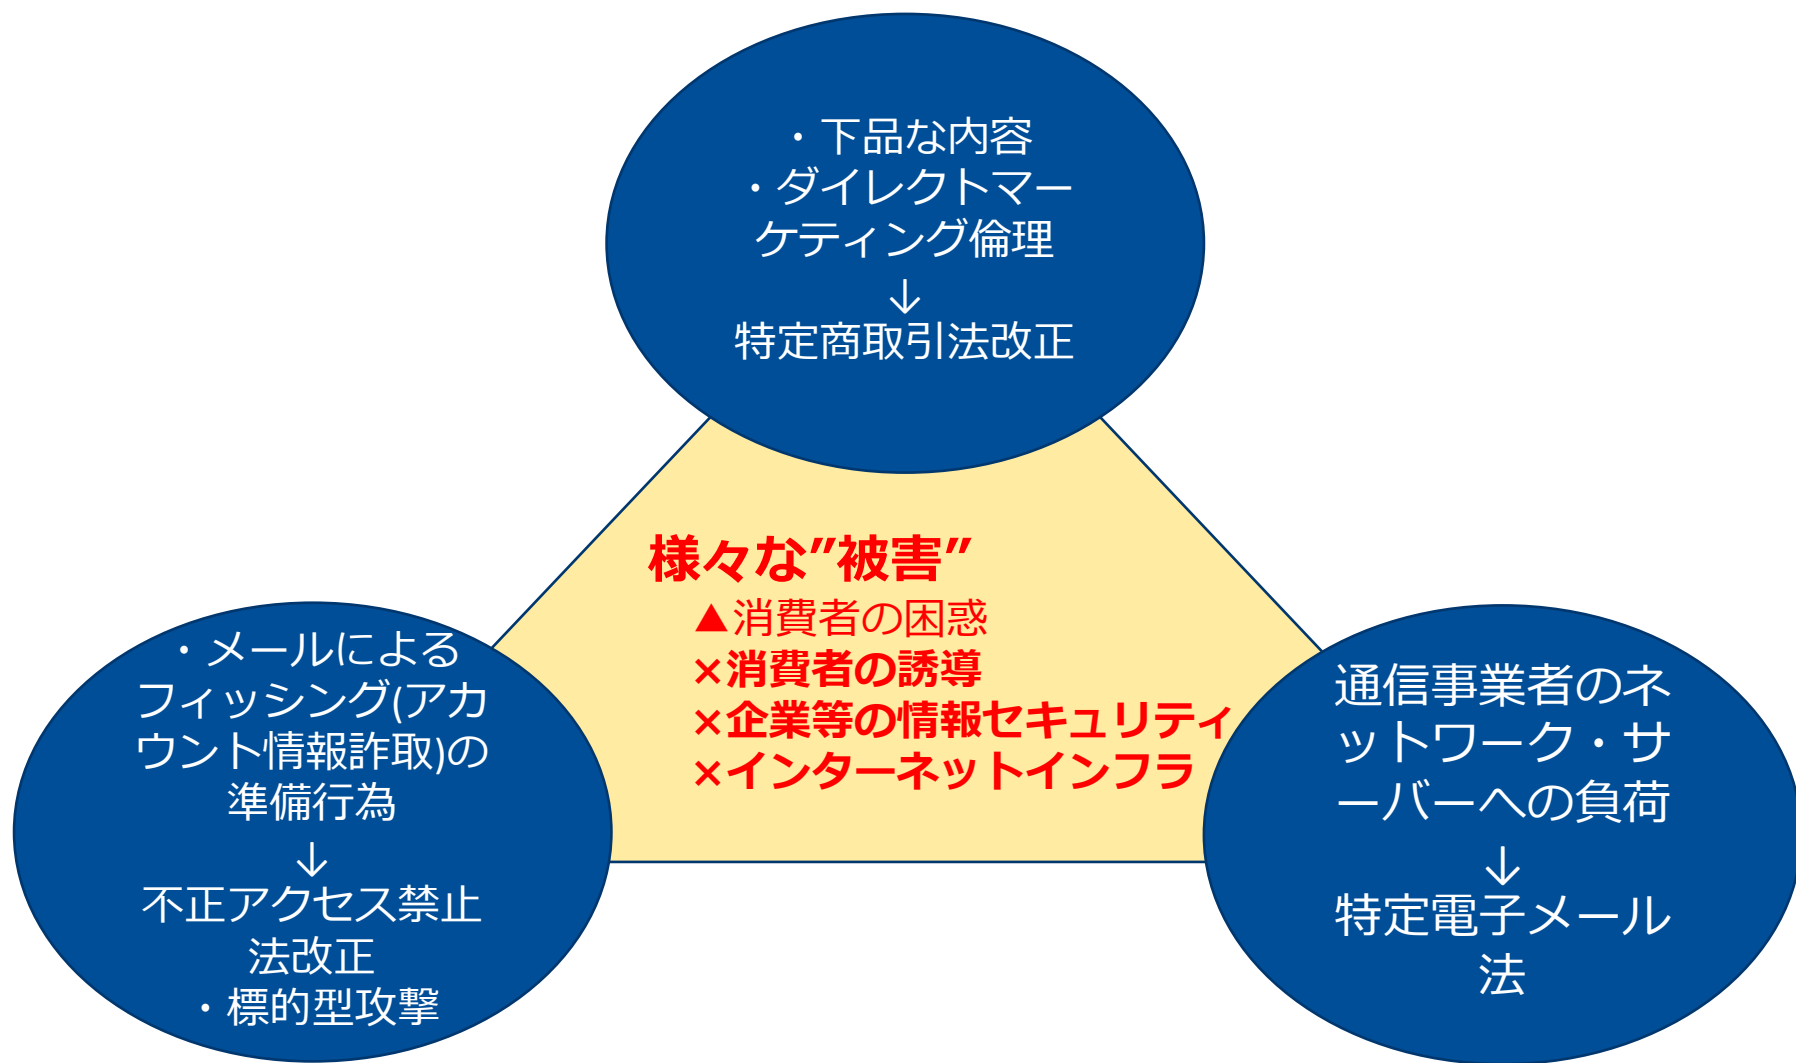 ・下品な内容
・ダイレクトマー
ケティング倫理
↓
特定商取引法改正
様々な”被害”
▲消費者の困惑
×消費者の誘導
×企業等の情報セキュリティ
×インターネットインフラ
・メールによる
フィッシング(アカ
ウント情報詐取)の
準備行為
↓
不正アクセス禁止
法改正
・標的型攻撃
通信事業者のネ
ットワーク・サ
ーバーへの負荷
↓
特定電子メール
法